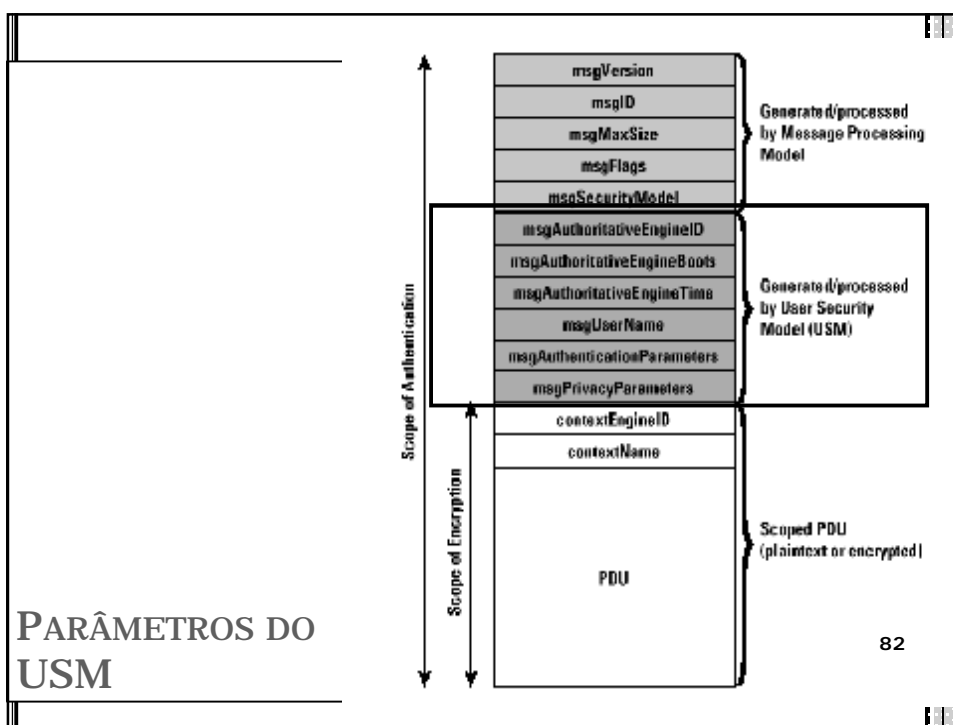 msgVersion
msgID
msgMaxSize
msgFlags
msgSecurityModel
Generated/processed
by Message Processing
Model
msgAuthoritativeEngineID
msgAuthoritativeEngineBoots
msgAuthoritativeEngineTime
msgUserName
msgAuthenticationParameters
msgPrivacyParameters
Generated/processed
by User Security
Model (USM)
contextEngineID
contextName
PDU
Scoped PDU
(plaintext or encrypted)
Scope of Authentication
Scope of Encryption
PARÂMETROS DO
USM
82